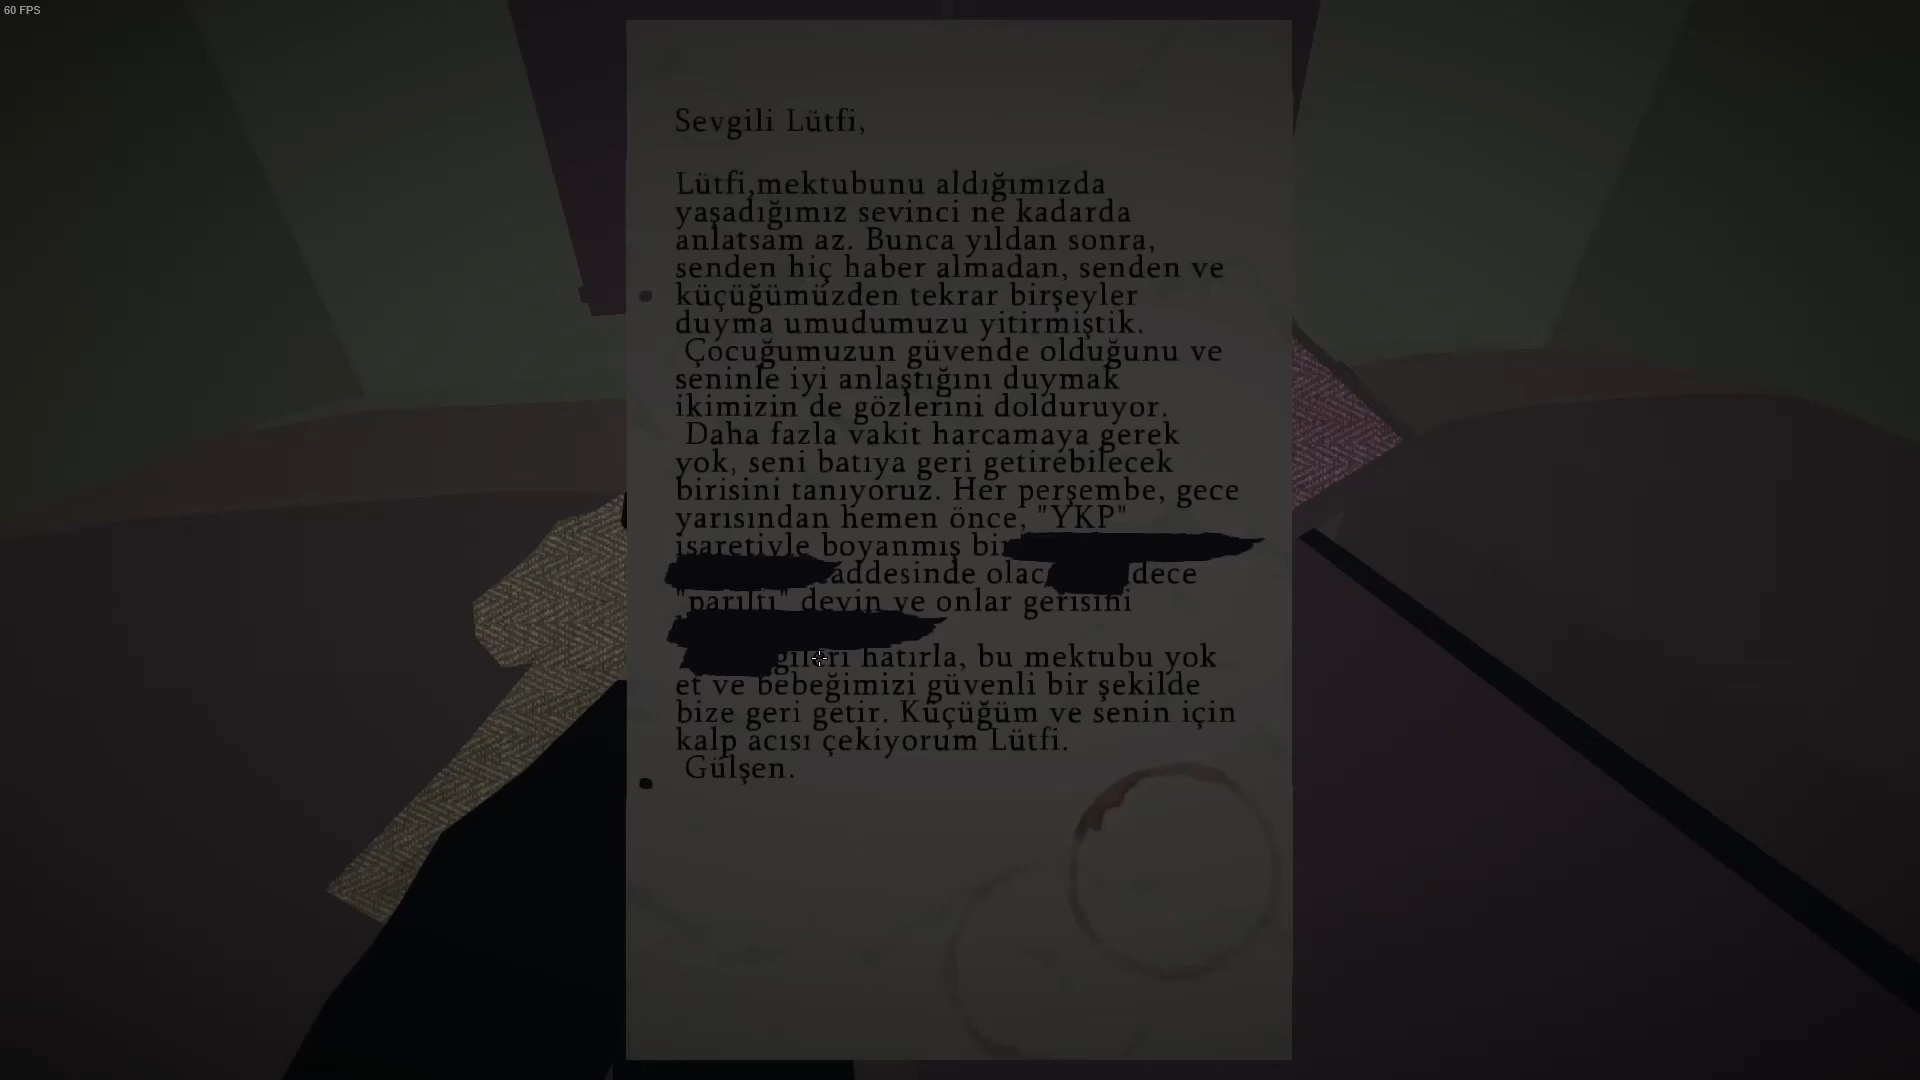 60 FPS
Sevgili Lütfi,
Lütfi,mektubunu aldığımızda
yaşadığımız sevinci ne kadarda
anlatsam az. Bunca yıldan sonra,
senden hiç haber almadan, senden ve
küçüğümüzden tekrar birşeyler
duyma umudumuzu yitirmiştik.
Çocuğumuzun güvende olduğunu ve
seninle iyi anlaştığını duymak
ikimizin de gözlerini dolduruyor.
Daha fazla vakit harcamaya gerek
yok, seni batıya geri getirebilecek
birisini tanıyoruz. Her perşembe, gece
yarısından hemen önce, "YKP"
işaretiyle boyanmış bir
addesinde olac dece
"parıltı" deyin ve onlar gerisini
gileri hatırla, bu mektubu yok
et ve bebeğimizi güvenli bir şekilde
bize geri getir. Küçüğüm ve senin için
kalp acısı çekiyorum Lütfi.
Gülşen.